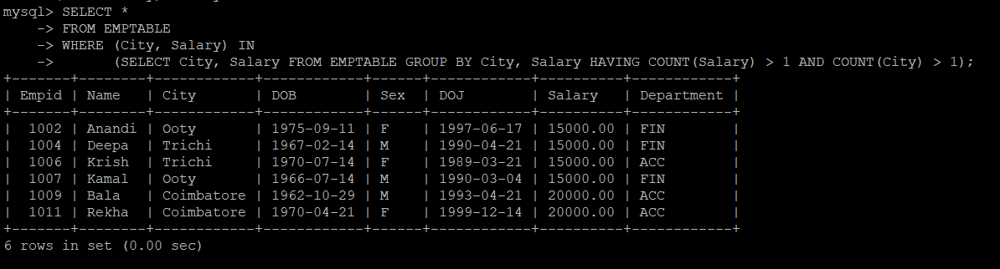 mysql> SELECT *
    -> FROM EMPTABLE
    -> WHERE (City, Salary) IN
    ->       (SELECT City, Salary FROM EMPTABLE GROUP BY City, Salary HAVING COUNT(Salary) > 1 AND COUNT(City) > 1);
+-------+--------+------------+------------+------+------------+----------+------------+
| Empid | Name   | City       | DOB        | Sex  | DOJ        | Salary   | Department |
+-------+--------+------------+------------+------+------------+----------+------------+
|  1002 | Anandi | Ooty       | 1975-09-11 | F    | 1997-06-17 | 15000.00 | FIN        |
|  1004 | Deepa  | Trichi     | 1967-02-14 | M    | 1990-04-21 | 15000.00 | FIN        |
|  1006 | Krish  | Trichi     | 1970-07-14 | F    | 1989-03-21 | 15000.00 | ACC        |
|  1007 | Kamal  | Ooty       | 1966-07-14 | M    | 1990-03-04 | 15000.00 | FIN        |
|  1009 | Bala   | Coimbatore | 1962-10-29 | M    | 1993-04-21 | 20000.00 | ACC        |
|  1011 | Rekha  | Coimbatore | 1970-04-21 | F    | 1999-12-14 | 20000.00 | ACC        |
+-------+--------+------------+------------+------+------------+----------+------------+
6 rows in set (0.00 sec)